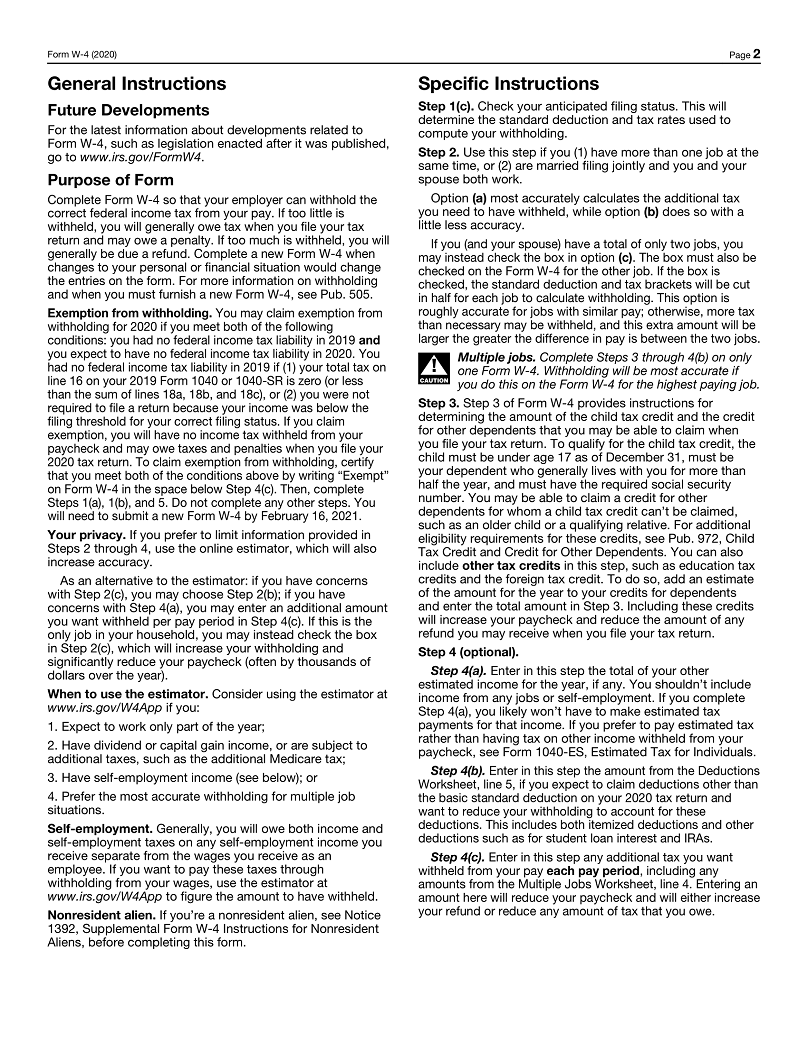 Form W-4 (2020)
Page 2
General Instructions
Future Developments
For the latest information about developments related to
Form W-4, such as legislation enacted after it was published,
go to www.irs.gov/FormW4.
Purpose of Form
Complete Form W-4 so that your employer can withhold the
correct federal income tax from your pay. If too little is
withheld, you will generally owe tax when you file your tax
return and may owe a penalty. If too much is withheld, you will
generally be due a refund. Complete a new Form W-4 when
changes to your personal or financial situation would change
the entries on the form. For more information on withholding
and when you must furnish a new Form W-4, see Pub. 505.
Exemption from withholding. You may claim exemption from
withholding for 2020 if you meet both of the following
conditions: you had no federal income tax liability in 2019 and
you expect to have no federal income tax liability in 2020. You
had no federal income tax liability in 2019 if (1) your total tax on
line 16 on your 2019 Form 1040 or 1040-SR is zero (or less
than the sum of lines 18a, 18b, and 18c), or (2) you were not
required to file a return because your income was below the
filing threshold for your correct filing status. If you claim
exemption, you will have no income tax withheld from your
paycheck and may owe taxes and penalties when you file your
2020 tax return. To claim exemption from withholding, certify
that you meet both of the conditions above by writing “Exempt”
on Form W-4 in the space below Step 4(c). Then, complete
Steps 1(a), 1(b), and 5. Do not complete any other steps. You
will need to submit a new Form W-4 by February 16, 2021.
Your privacy. If you prefer to limit information provided in
Steps 2 through 4, use the online estimator, which will also
increase accuracy.
As an alternative to the estimator: if you have concerns
with Step 2(c), you may choose Step 2(b); if you have
concerns with Step 4(a), you may enter an additional amount
you want withheld per pay period in Step 4(c). If this is the
only job in your household, you may instead check the box
in Step 2(c), which will increase your withholding and
significantly reduce your paycheck (often by thousands of
dollars over the year).
When to use the estimator. Consider using the estimator at
www.irs.gov/W4App if you:
1. Expect to work only part of the year;
2. Have dividend or capital gain income, or are subject to
additional taxes, such as the additional Medicare tax;
3. Have self-employment income (see below); or
4. Prefer the most accurate withholding for multiple job
situations.
Self-employment. Generally, you will owe both income and
self-employment taxes on any self-employment income you
receive separate from the wages you receive as an
employee. If you want to pay these taxes through
withholding from your wages, use the estimator at
www.irs.gov/W4App to figure the amount to have withheld.
Nonresident alien. If you’re a nonresident alien, see Notice
1392, Supplemental Form W-4 Instructions for Nonresident
Aliens, before completing this form.
Specific Instructions
Step 1(c). Check your anticipated filing status. This will
determine the standard deduction and tax rates used to
compute your withholding.
Step 2. Use this step if you (1) have more than one job at the
same time, or (2) are married filing jointly and you and your
spouse both work.
Option (a) most accurately calculates the additional tax
you need to have withheld, while option (b) does so with a
little less accuracy.
If you (and your spouse) have a total of only two jobs, you
may instead check the box in option (c). The box must also be
checked on the Form W-4 for the other job. If the box is
checked, the standard deduction and tax brackets will be cut
in half for each job to calculate withholding. This option is
roughly accurate for jobs with similar pay; otherwise, more tax
than necessary may be withheld, and this extra amount will be
larger the greater the difference in pay is between the two jobs.
CAUTION
Multiple jobs. Complete Steps 3 through 4(b) on only
one Form W-4. Withholding will be most accurate if
you do this on the Form W-4 for the highest paying job.
Step 3. Step 3 of Form W-4 provides instructions for
determining the amount of the child tax credit and the credit
for other dependents that you may be able to claim when
you file your tax return. To qualify for the child tax credit, the
child must be under age 17 as of December 31, must be
your dependent who generally lives with you for more than
half the year, and must have the required social security
number. You may be able to claim a credit for other
dependents for whom a child tax credit can’t be claimed,
such as an older child or a qualifying relative. For additional
eligibility requirements for these credits, see Pub. 972, Child
Tax Credit and Credit for Other Dependents. You can also
include other tax credits in this step, such as education tax
credits and the foreign tax credit. To do so, add an estimate
of the amount for the year to your credits for dependents
and enter the total amount in Step 3. Including these credits
will increase your paycheck and reduce the amount of any
refund you may receive when you file your tax return.
Step 4 (optional).
Step 4(a). Enter in this step the total of your other
estimated income for the year, if any. You shouldn’t include
income from any jobs or self-employment. If you complete
Step 4(a), you likely won’t have to make estimated tax
payments for that income. If you prefer to pay estimated tax
rather than having tax on other income withheld from your
paycheck, see Form 1040-ES, Estimated Tax for Individuals.
Step 4(b). Enter in this step the amount from the Deductions
Worksheet, line 5, if you expect to claim deductions other than
the basic standard deduction on your 2020 tax return and
want to reduce your withholding to account for these
deductions. This includes both itemized deductions and other
deductions such as for student loan interest and IRAs.
Step 4(c). Enter in this step any additional tax you want
withheld from your pay each pay period, including any
amounts from the Multiple Jobs Worksheet, line 4. Entering an
amount here will reduce your paycheck and will either increase
your refund or reduce any amount of tax that you owe.